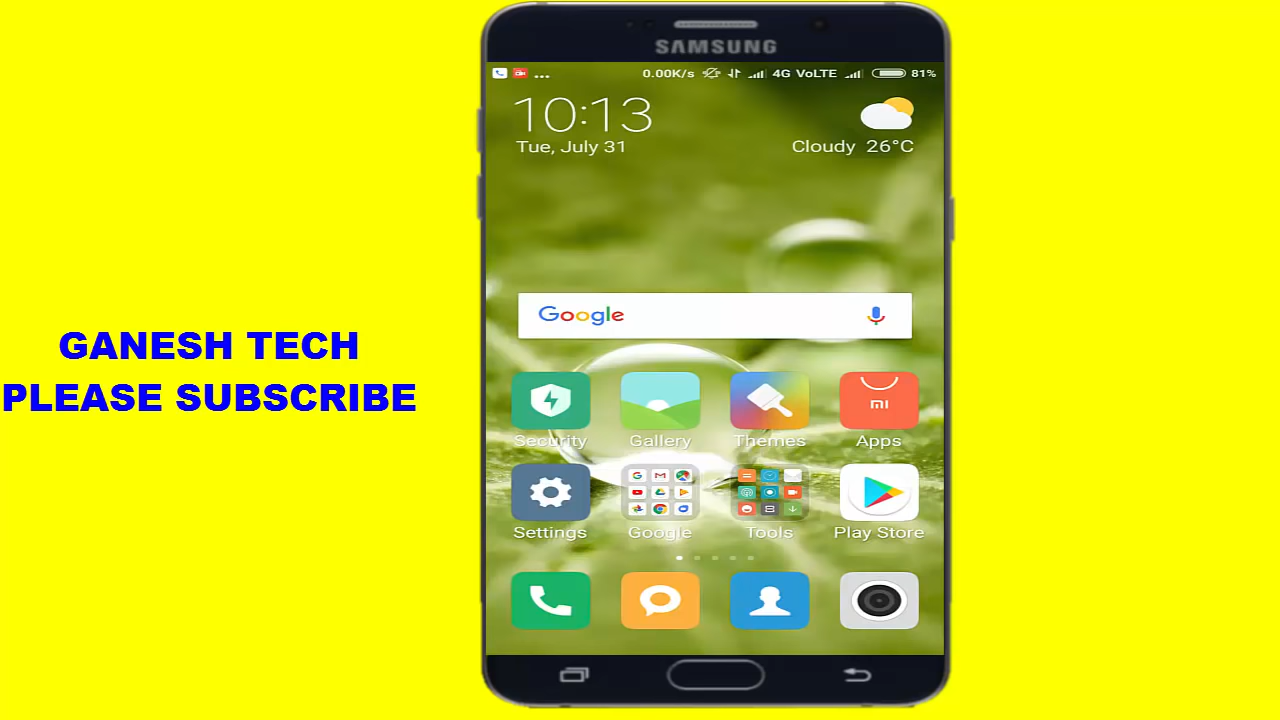 SAMSUNG
... 0.00K/s 4G VoLTE 81%
10:13
Tue, July 31
Cloudy 26°C
Google
GANESH TECH
PLEASE SUBSCRIBE
mi
Security Gallery Themes Apps
Settings Google Tools Play Store